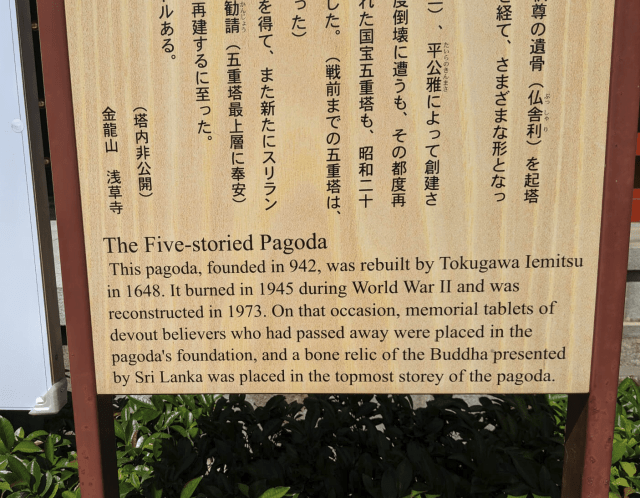 尊の遺骨（仏舎利）を起塔
を経て、さまざまな形となっ
二）、平公雅によって創建さ
度倒壊に遭うも、その都度再
れた国宝五重塔も、昭和二十
した。（戦前までの五重塔は、
った）
を得て、また新たにスリラン
勧請（五重塔最上層に奉安）
再建するに至った。
ルある。
（塔内非公開）
金龍山　浅草寺
The Five-storied Pagoda
This pagoda, founded in 942, was rebuilt by Tokugawa Iemitsu
in 1648. It burned in 1945 during World War II and was
reconstructed in 1973. On that occasion, memorial tablets of
devout believers who had passed away were placed in the
pagoda's foundation, and a bone relic of the Buddha presented
by Sri Lanka was placed in the topmost storey of the pagoda.